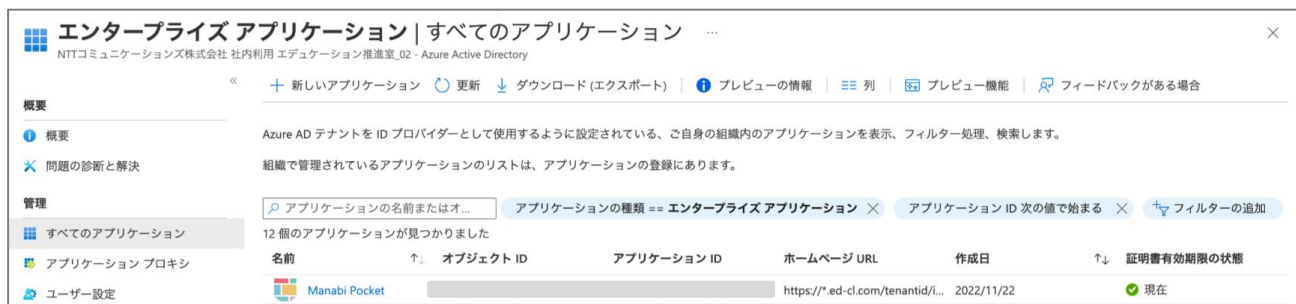 エンタープライズ アプリケーション | すべてのアプリケーション ...
NTTコミュニケーションズ株式会社 社内利用 エデュケーション推進室_02 - Azure Active Directory
新しいアプリケーション 更新 ダウンロード (エクスポート) プレビューの情報 列 プレビュー機能 フィードバックがある場合
概要
概要
問題の診断と解決
管理
すべてのアプリケーション
アプリケーション プロキシ
ユーザー設定
Azure AD テナントを ID プロバイダーとして使用するように設定されている、ご自身の組織内のアプリケーションを表示、フィルター処理、検索します。
組織で管理されているアプリケーションのリストは、アプリケーションの登録にあります。
アプリケーションの名前またはオ... アプリケーションの種類 == エンタープライズ アプリケーション アプリケーション ID 次の値で始まる フィルターの追加
12 個のアプリケーションが見つかりました
名前 オブジェクト ID アプリケーション ID ホームページ URL 作成日 証明書有効期限の状態
Manabi Pocket https://*.ed-cl.com/tenantid/i... 2022/11/22 現在